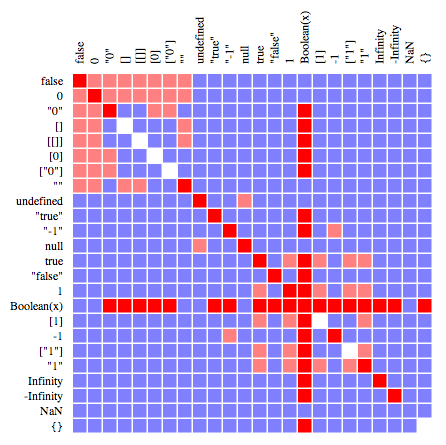 false
0
"0"
[]
[[]]
[0]
["0"]
""
undefined
"true"
"-1"
null
true
"false"
1
Boolean(x)
[1]
-1
["1"]
"1"
Infinity
-Infinity
NaN
{}
false
0
"0"
[]
[[]]
[0]
["0"]
""
undefined
"true"
"-1"
null
true
"false"
1
Boolean(x)
[1]
-1
["1"]
"1"
Infinity
-Infinity
NaN
{}